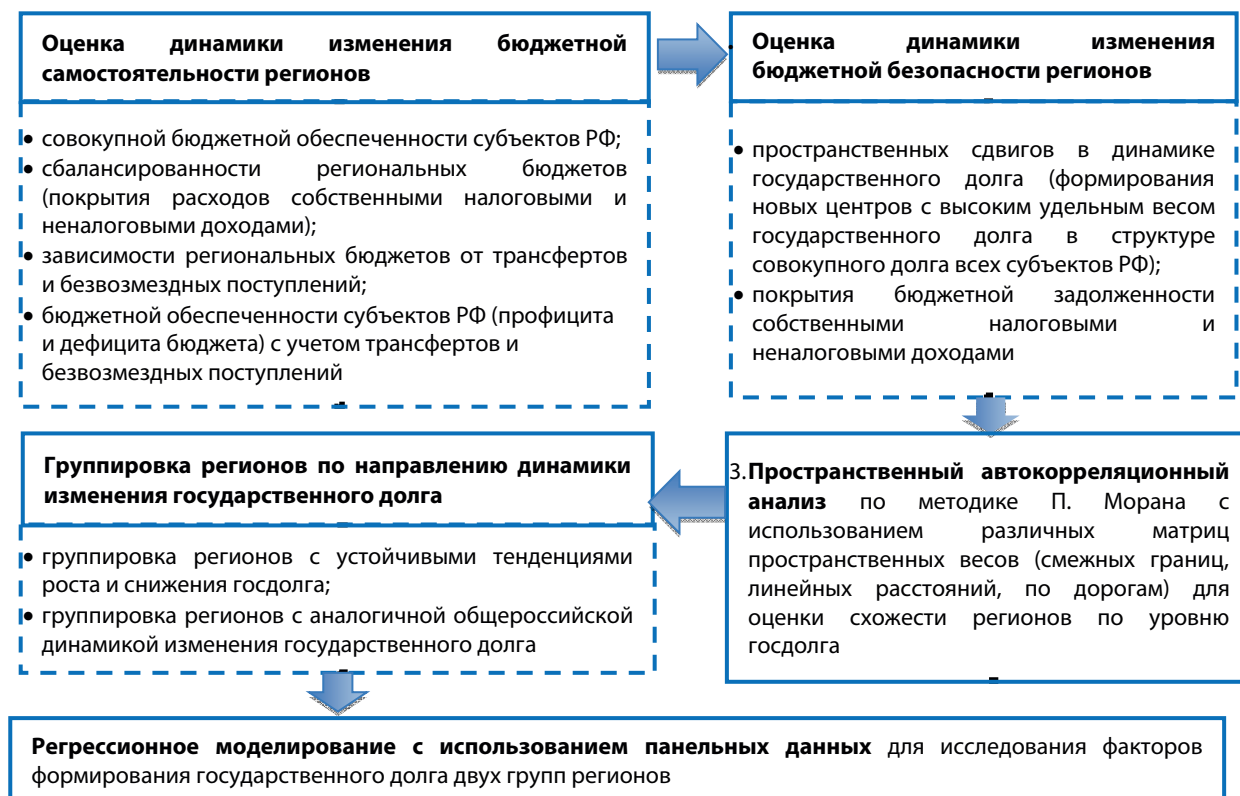 Оценка динамики изменения бюджетной
самостоятельности регионов
• совокупной бюджетной обеспеченности субъектов РФ;
• сбалансированности региональных бюджетов
(покрытия расходов собственными налоговыми и
неналоговыми доходами);
• зависимости региональных бюджетов от трансфертов
и безвозмездных поступлений;
• бюджетной обеспеченности субъектов РФ (профицита
и дефицита бюджета) с учетом трансфертов и
безвозмездных поступлений
Оценка динамики изменения
бюджетной безопасности регионов
• пространственных сдвигов в динамике
государственного долга (формирования
новых центров с высоким удельным весом
государственного долга в структуре
совокупного долга всех субъектов РФ);
• покрытия бюджетной задолженности
собственными налоговыми и
неналоговыми доходами
3. Пространственный автокорреляционный
анализ по методике П. Морана с
использованием различных матриц
пространственных весов (смежных границ,
линейных расстояний, по дорогам) для
оценки схожести регионов по уровню
госдолга
Группировка регионов по направлению динамики
изменения государственного долга
• группировка регионов с устойчивыми тенденциями
роста и снижения госдолга;
• группировка регионов с аналогичной общероссийской
динамикой изменения государственного долга
Регрессионное моделирование с использованием панельных данных для исследования факторов
формирования государственного долга двух групп регионов